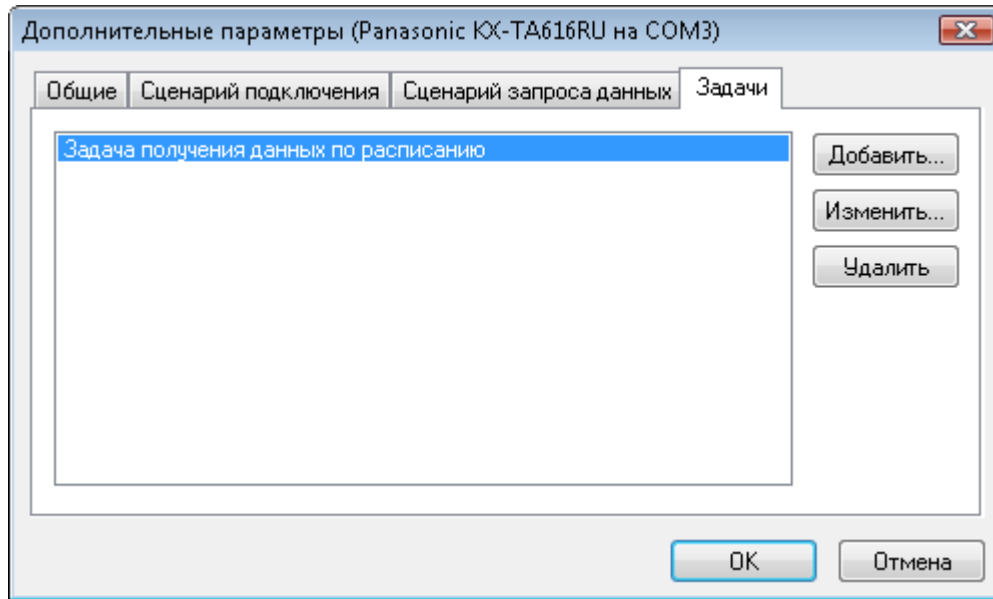 Дополнительные параметры (Panasonic KX-TA616RU на COM3)
Общие Сценарий подключения Сценарий запроса данных Задачи
Задача получения данных по расписанию
Добавить...
Изменить...
Удалить
OK Отмена